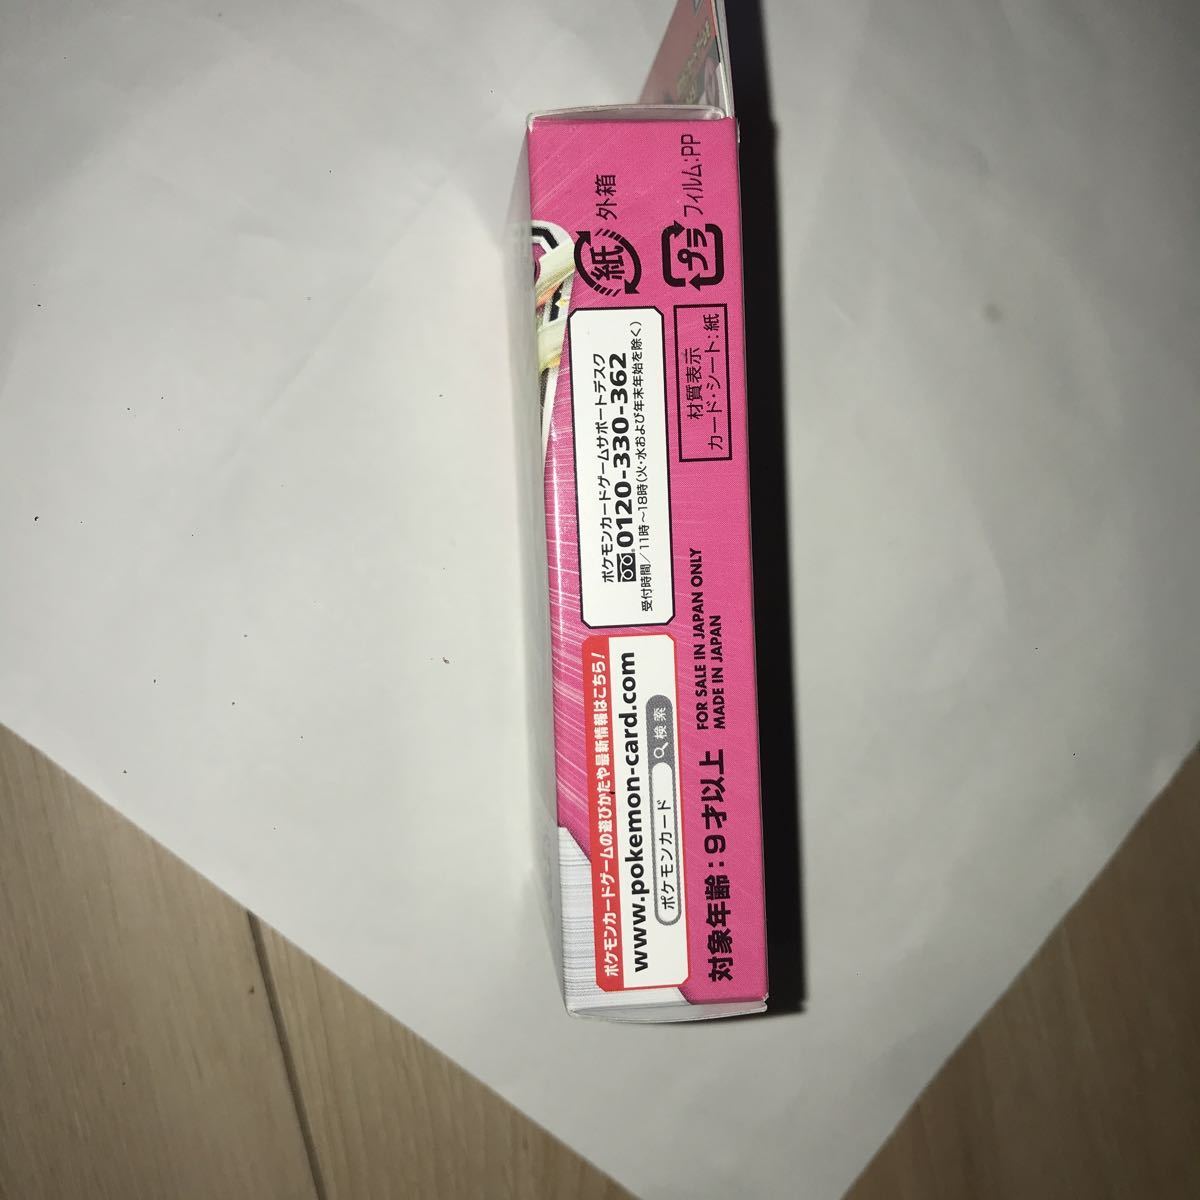 ポケモンカードゲームの遊びかたや最新情報はこちら!
www.pokemon-card.com
ポケモンカード 検索
ポケモンカードゲームサポートデスク
0120-330-362
受付時間/11時~18時(火・水および年末年始を除く)
対象年齢:9才以上
FOR SALE IN JAPAN ONLY
MADE IN JAPAN
材質表示
カード・シート:紙
紙 外箱
プラ フィルム:PP